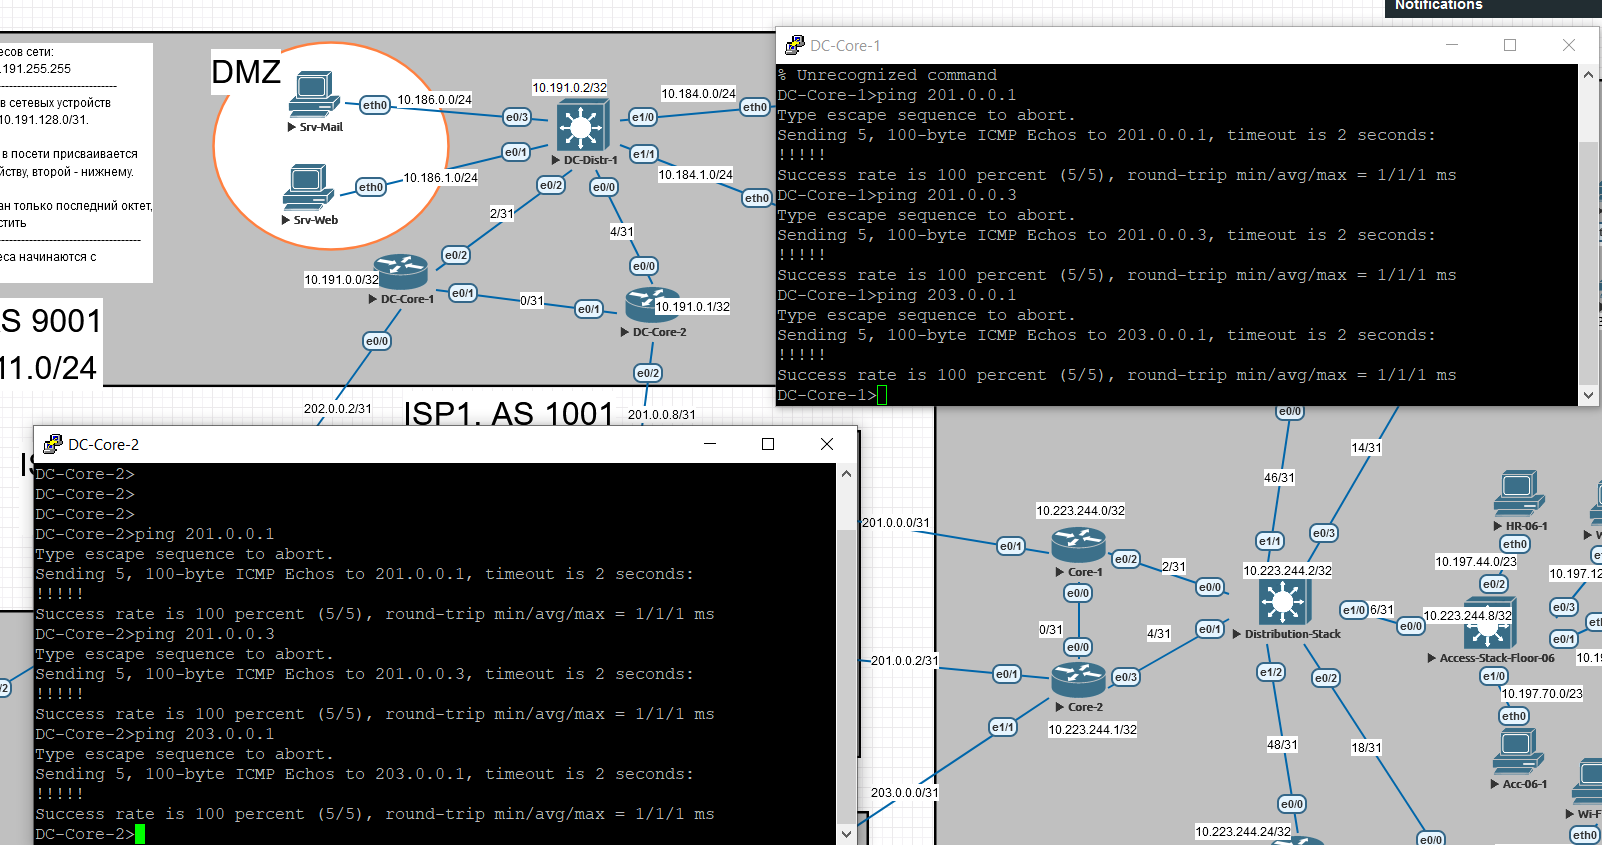 Notifications
есов сети:
.191.255.255
в сетевых устройств
10.191.128.0/31.
в посети присваивается
йству, второй - нижнему.
ан только последний октет,
стить
еса начинаются с
DMZ
eth0
10.186.0.0/24
Srv-Mail
eth0
10.186.1.0/24
Srv-Web
10.191.0.2/32
e0/3
e0/1
e0/2
e0/0
e1/0
e1/1
DC-Distr-1
10.184.0.0/24
eth0
10.184.1.0/24
eth0
2/31
4/31
10.191.0.0/32
DC-Core-1
e0/2
e0/1
e0/0
0/31
e0/0
e0/1
10.191.0.1/32
DC-Core-2
e0/2
AS 9001
11.0/24
202.0.0.2/31
ISP1. AS 1001
201.0.0.8/31
DC-Core-1
% Unrecognized command
DC-Core-1>ping 201.0.0.1
Type escape sequence to abort.
Sending 5, 100-byte ICMP Echos to 201.0.0.1, timeout is 2 seconds:
!!!!!
Success rate is 100 percent (5/5), round-trip min/avg/max = 1/1/1 ms
DC-Core-1>ping 201.0.0.3
Type escape sequence to abort.
Sending 5, 100-byte ICMP Echos to 201.0.0.3, timeout is 2 seconds:
!!!!!
Success rate is 100 percent (5/5), round-trip min/avg/max = 1/1/1 ms
DC-Core-1>ping 203.0.0.1
Type escape sequence to abort.
Sending 5, 100-byte ICMP Echos to 203.0.0.1, timeout is 2 seconds:
!!!!!
Success rate is 100 percent (5/5), round-trip min/avg/max = 1/1/1 ms
DC-Core-1>
DC-Core-2
DC-Core-2>
DC-Core-2>
DC-Core-2>
DC-Core-2>ping 201.0.0.1
Type escape sequence to abort.
Sending 5, 100-byte ICMP Echos to 201.0.0.1, timeout is 2 seconds:
!!!!!
Success rate is 100 percent (5/5), round-trip min/avg/max = 1/1/1 ms
DC-Core-2>ping 201.0.0.3
Type escape sequence to abort.
Sending 5, 100-byte ICMP Echos to 201.0.0.3, timeout is 2 seconds:
!!!!!
Success rate is 100 percent (5/5), round-trip min/avg/max = 1/1/1 ms
DC-Core-2>ping 203.0.0.1
Type escape sequence to abort.
Sending 5, 100-byte ICMP Echos to 203.0.0.1, timeout is 2 seconds:
!!!!!
Success rate is 100 percent (5/5), round-trip min/avg/max = 1/1/1 ms
DC-Core-2>
/2
201.0.0.0/31
201.0.0.2/31
203.0.0.0/31
10.223.244.0/32
e0/1
e0/2
Core-1
e0/0
0/31
e0/0
e0/1
e0/3
Core-2
e1/1
10.223.244.1/32
2/31
4/31
e0/0
46/31
14/31
e1/1
e0/3
10.223.244.2/32
e0/0
e0/1
e1/0
Distribution-Stack
e1/2
e0/2
6/31
e0/0
48/31
18/31
e0/0
10.223.244.24/32
e0/0
HR-06-1
eth0
10.197.44.0/23
e0/2
10.223.244.8/32
Access-Stack-Floor-06
e1/0
e0/3
e0/1
10.197.12
10.19
10.197.70.0/23
eth0
Acc-06-1
Wi-F
eth0